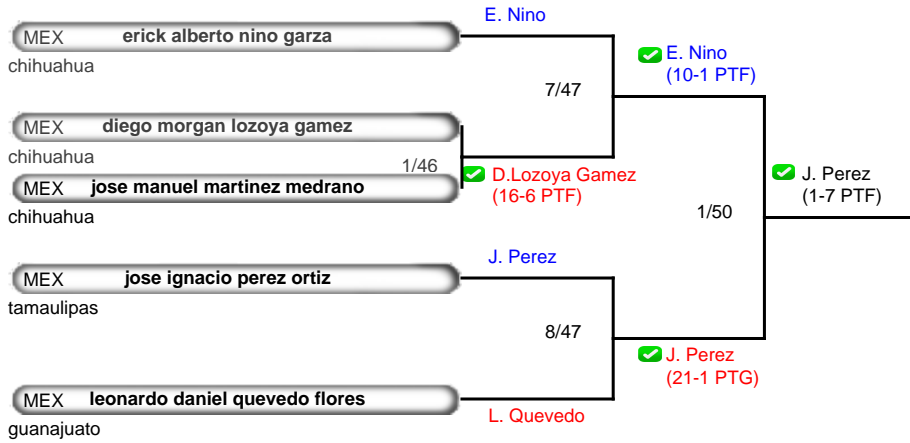 E. Nino
MEX erick alberto nino garza
chihuahua
E. Nino
(10-1 PTF)
7/47
MEX diego morgan lozoya gamez
chihuahua
1/46
D.Lozoya Gamez
(16-6 PTF)
MEX jose manuel martinez medrano
chihuahua
J. Perez
(1-7 PTF)
1/50
J. Perez
MEX jose ignacio perez ortiz
tamaulipas
8/47
J. Perez
(21-1 PTG)
MEX leonardo daniel quevedo flores
L. Quevedo
guanajuato